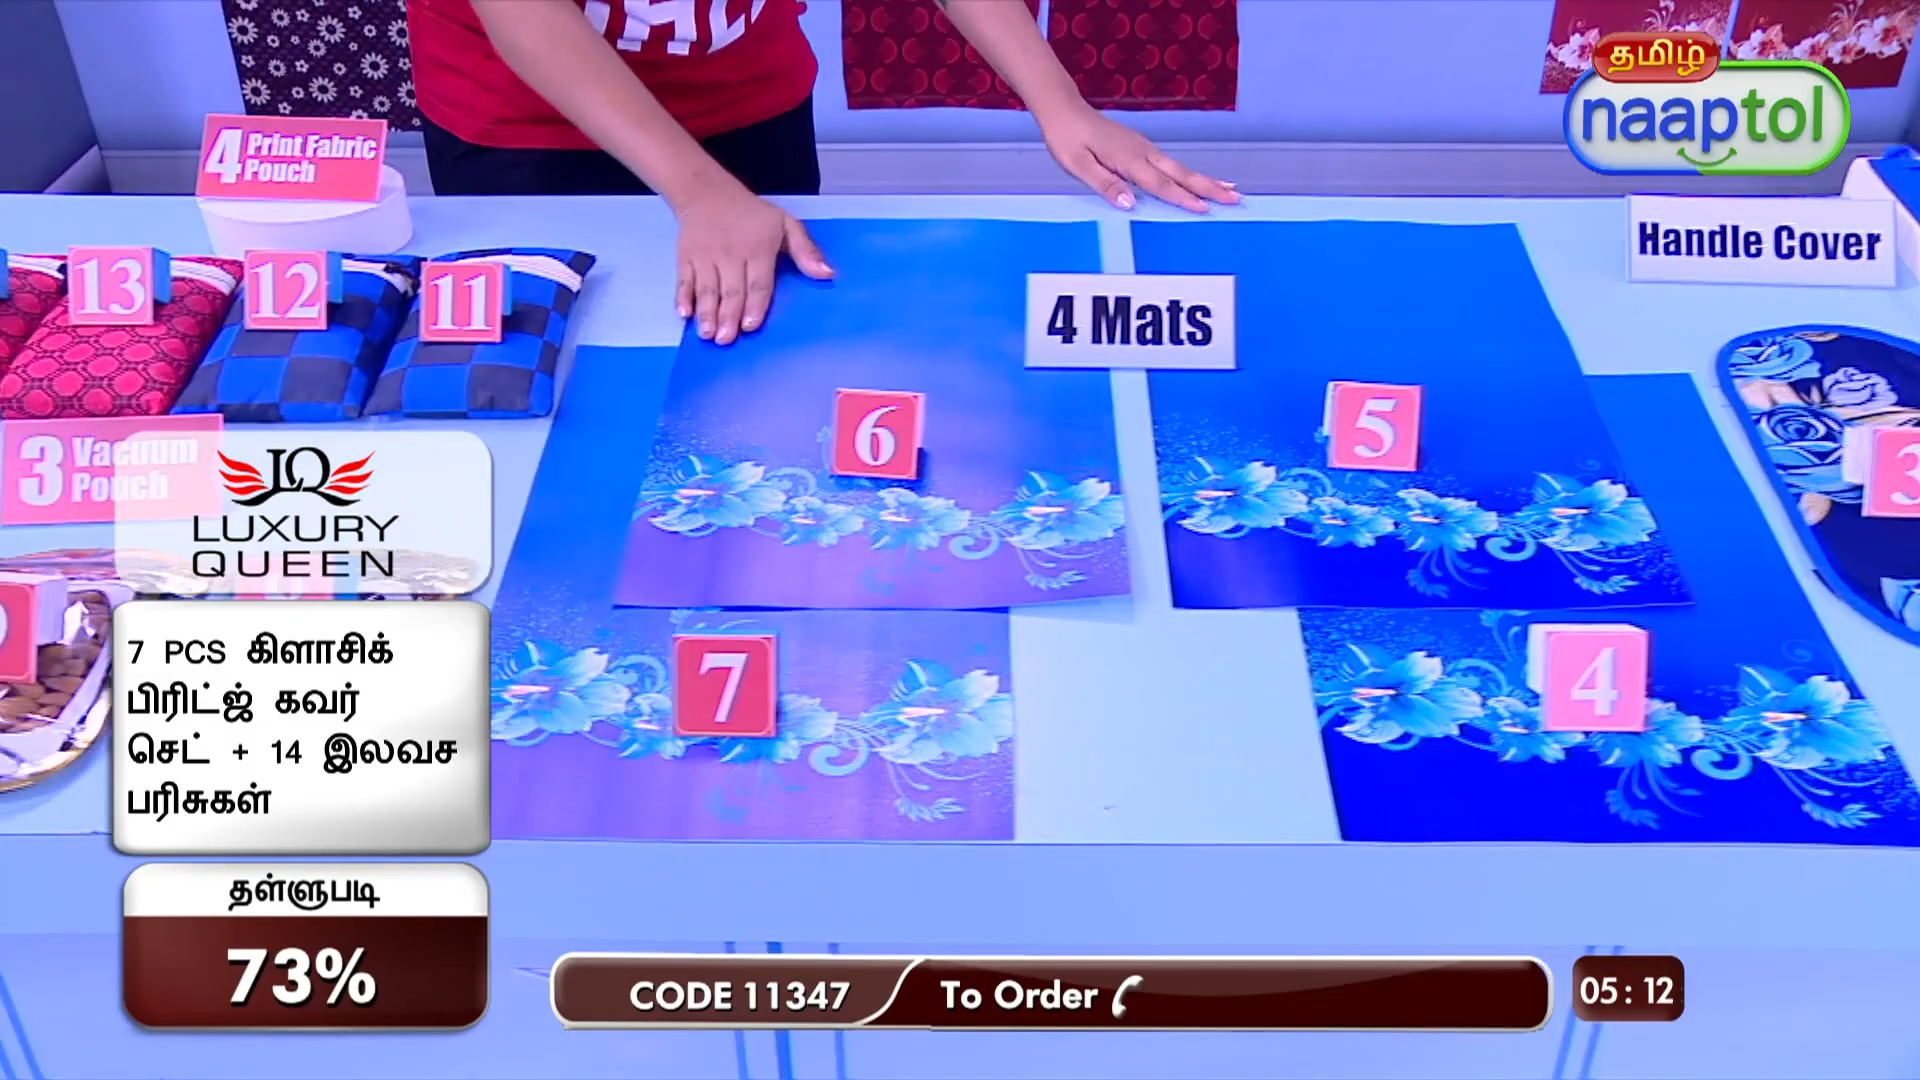 தமிழ்
naaptol
4 Print Fabric
Pouch
Handle Cover
13
12
11
4 Mats
6
5
3
3 Vacuum
Pouch
LQ
LUXURY
QUEEN
7
4
7 PCS கிளாசிக்
பிரிட்ஜ் கவர்
செட் + 14 இலவச
பரிசுகள்
தள்ளுபடி
73%
CODE 11347
To Order
05 : 12